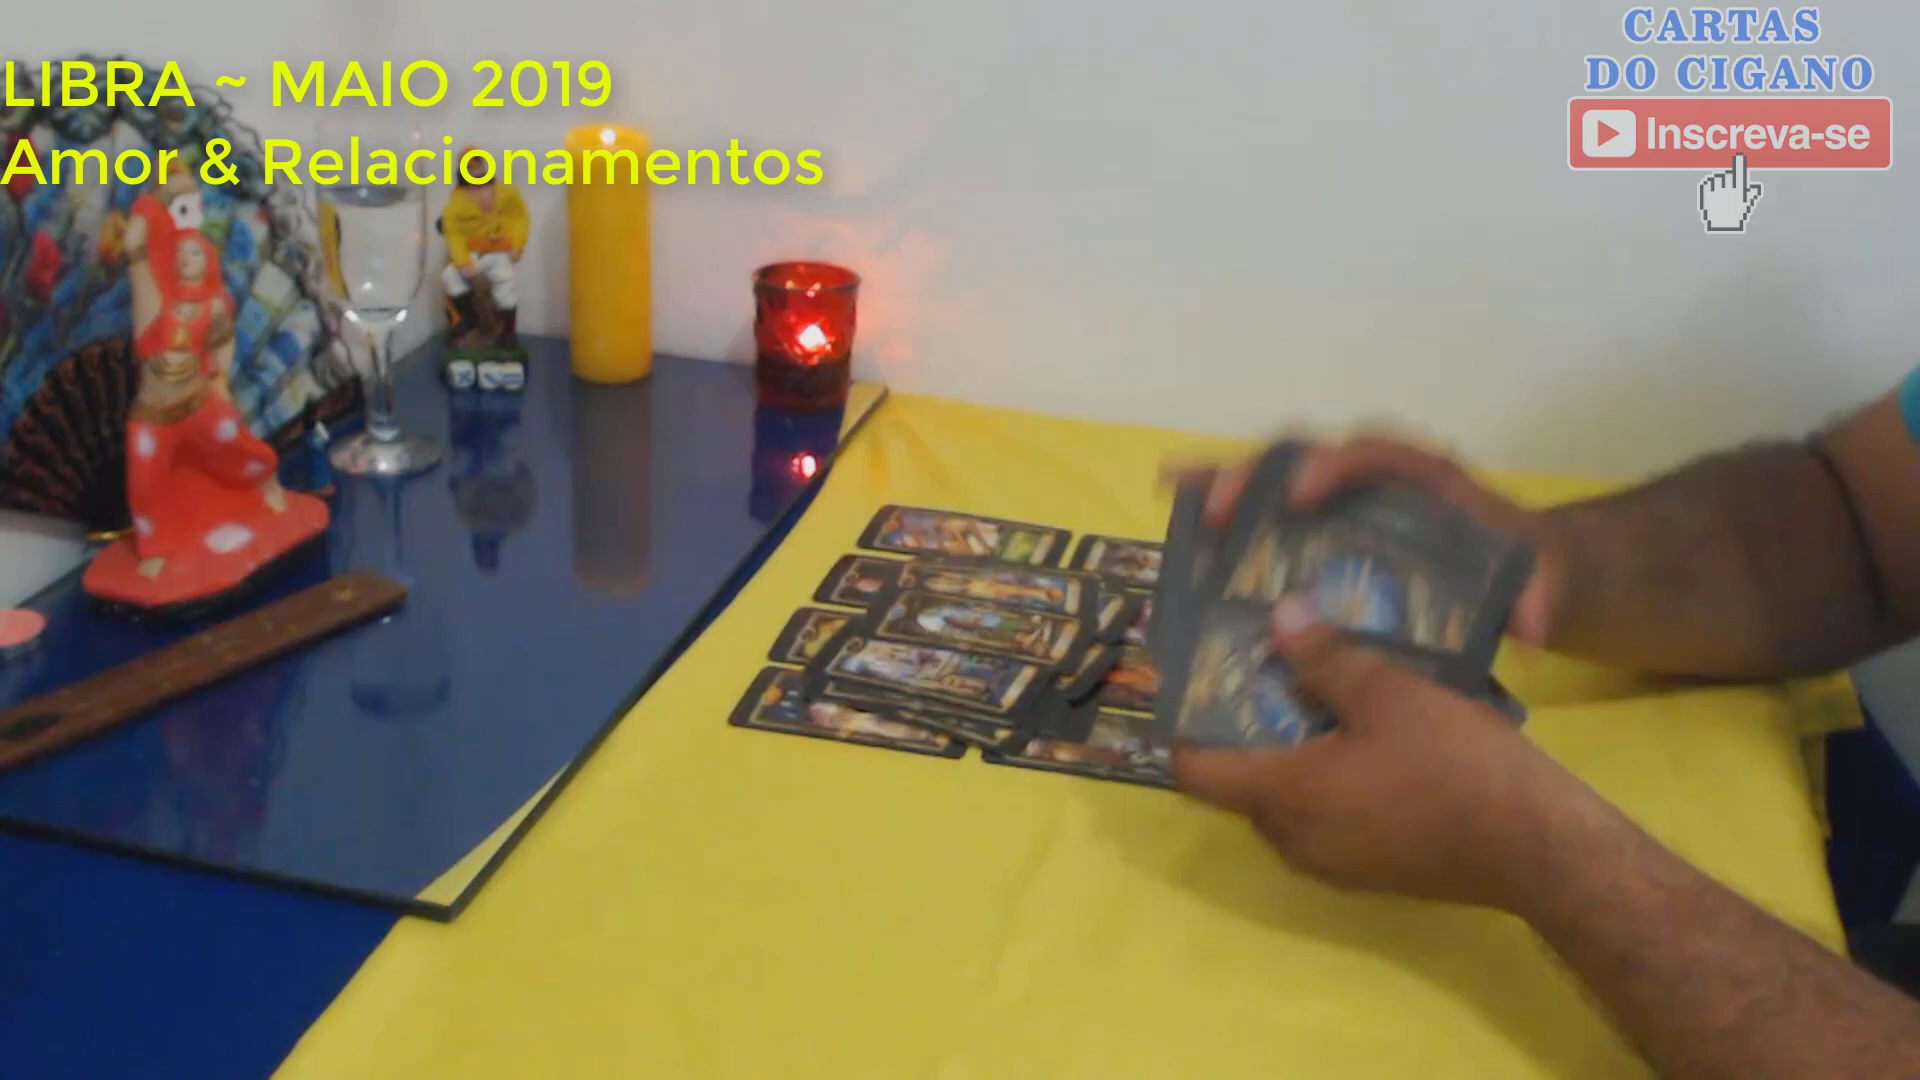 LIBRA ~ MAIO 2019
Amor & Relacionamentos
CARTAS
DO CIGANO
Inscreva-se